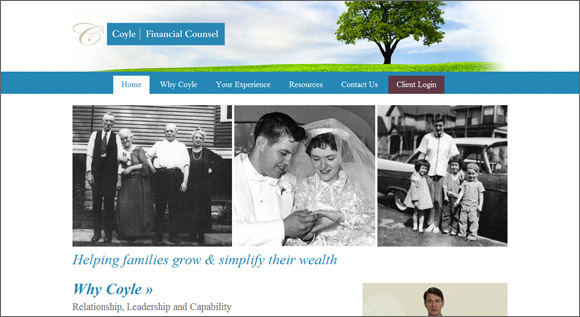 C Coyle | Financial Counsel
Home Why Coyle Your Experience Resources Contact Us Client Login
Helping families grow & simplify their wealth
Why Coyle »
Relationship, Leadership and Capability